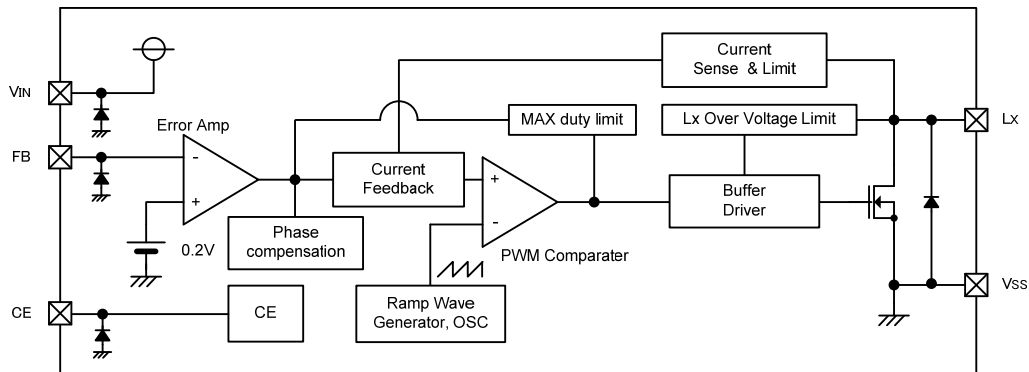 Current
Sense & Limit
VIN
Error Amp
MAX duty limit
Lx Over Voltage Limit
LX
FB
-
+
Current
Feedback
+
-
Buffer
Driver
0.2V
Phase
compensation
PWM Comparater
VSS
CE
CE
Ramp Wave
Generator, OSC